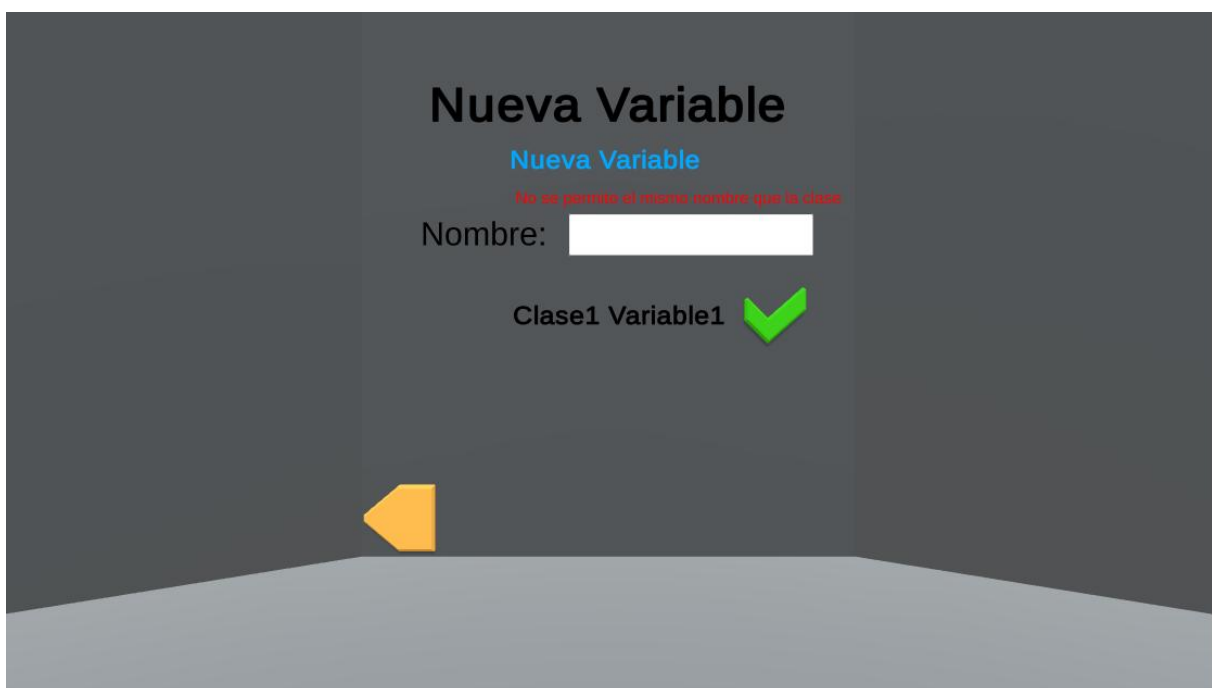 Nueva Variable
Nueva Variable
No se permite el mismo nombre que la clase
Nombre:
Clase1 Variable1